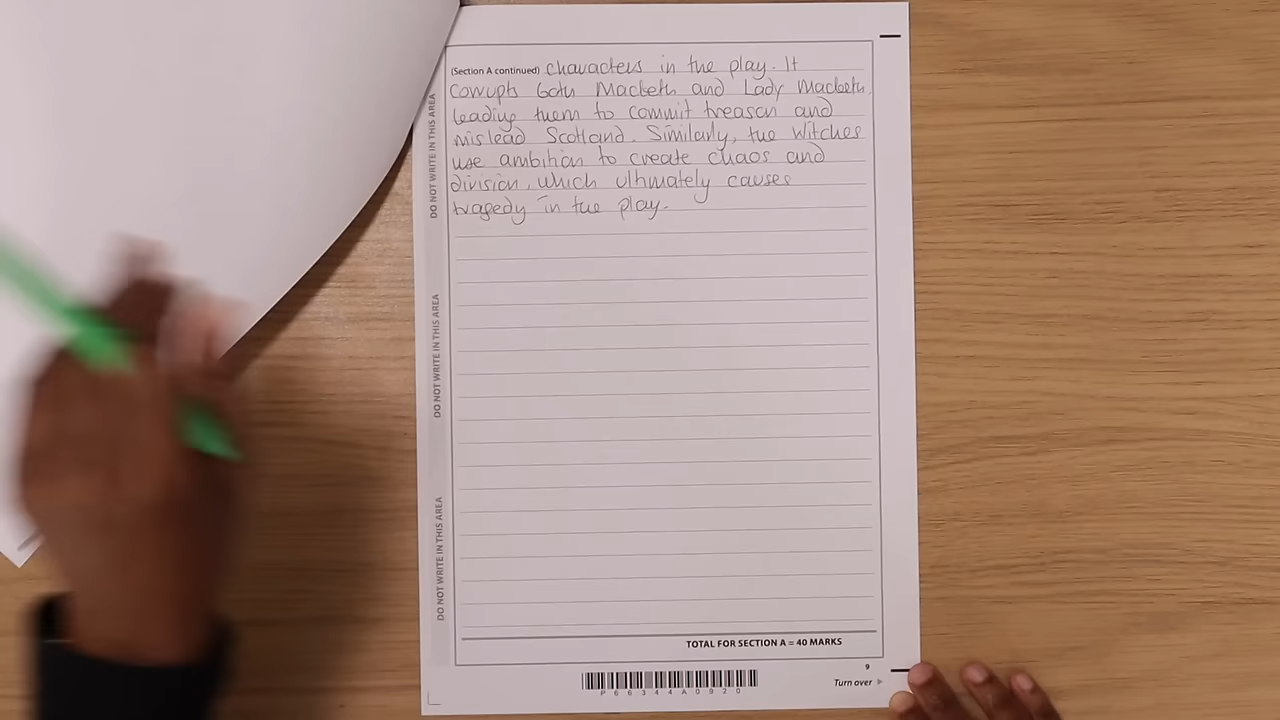 (Section A continued) characters in the play. It
corrupts both Macbeth and Lady Macbeth,
leading them to commit treason and
mislead Scotland. Similarly, the Witches
use ambition to create chaos and
division, which ultimately causes
tragedy in the play.
DO NOT WRITE IN THIS AREA
DO NOT WRITE IN THIS AREA
DO NOT WRITE IN THIS AREA
TOTAL FOR SECTION A = 40 MARKS
9
P66344A0920
Turn over